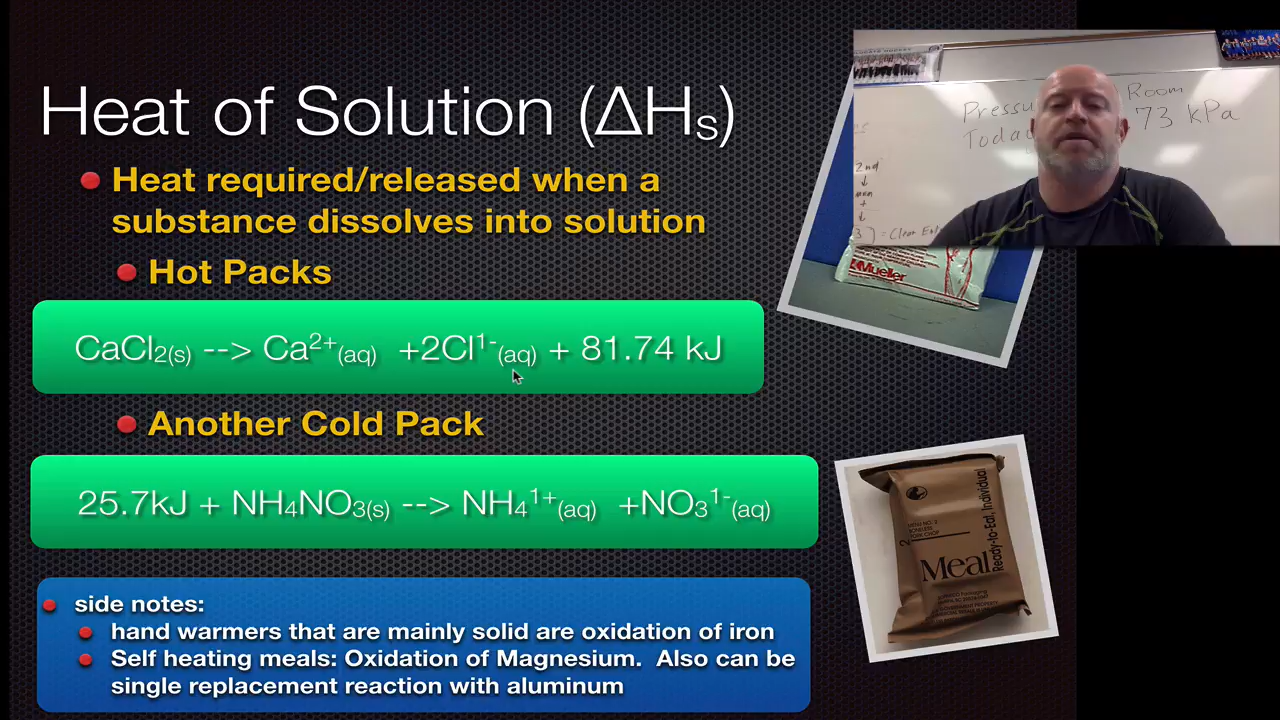 Heat of Solution (ΔHₛ)
Heat required/released when a
substance dissolves into solution
Hot Packs
CaCl₂(s) --> Ca²⁺(aq) +2Cl¹⁻(aq) + 81.74 kJ
Another Cold Pack
25.7kJ + NH₄NO₃(s) --> NH₄¹⁺(aq) +NO₃¹⁻(aq)
side notes:
hand warmers that are mainly solid are oxidation of iron
Self heating meals: Oxidation of Magnesium. Also can be
single replacement reaction with aluminum
Room
73 kPa
2nd
Mueller
Meal
Ready-to-Eat, Individual